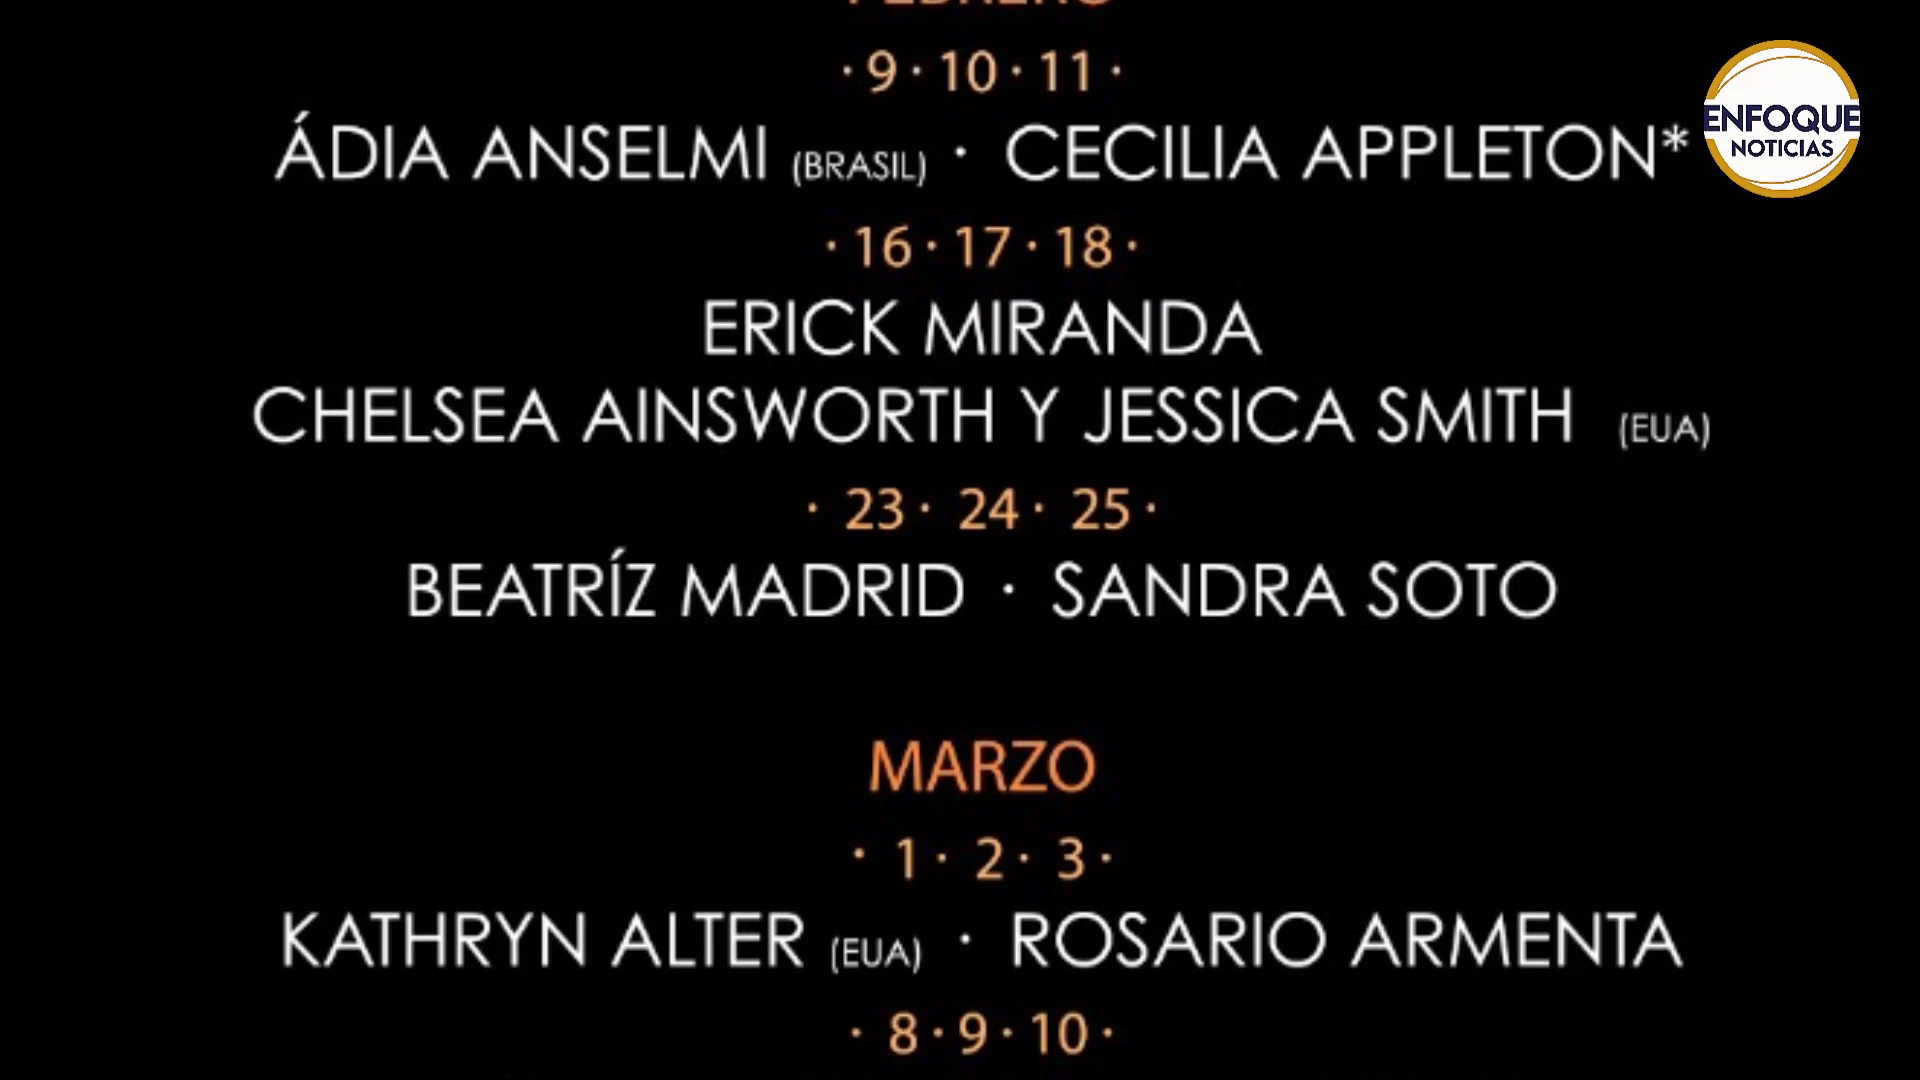 FEBRERO
· 9 · 10 · 11 ·
ÁDIA ANSELMI (BRASIL) · CECILIA APPLETON*
ENFOQUE
NOTICIAS
· 16 · 17 · 18 ·
ERICK MIRANDA
CHELSEA AINSWORTH Y JESSICA SMITH (EUA)
· 23 · 24 · 25 ·
BEATRÍZ MADRID · SANDRA SOTO
MARZO
· 1 · 2 · 3 ·
KATHRYN ALTER (EUA) · ROSARIO ARMENTA
· 8 · 9 · 10 ·